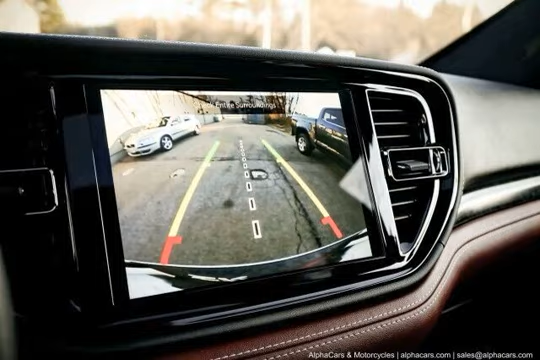 Check Entire Surroundings
AlphaCars & Motorcycles | alphacars.com | sales@alphacars.com